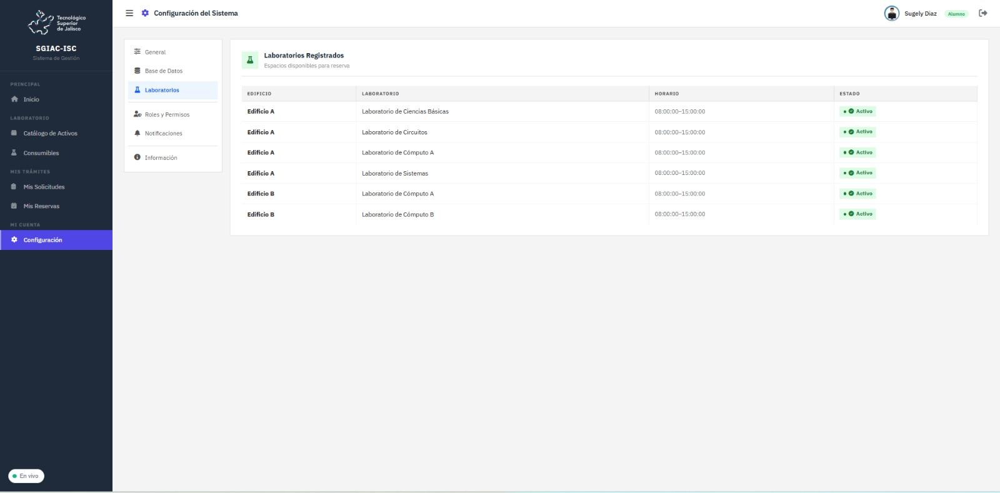 Tecnológico
Superior
de Jalisco
SGIAC-ISC
Sistema de Gestión
PRINCIPAL
Inicio
LABORATORIO
Catálogo de Activos
Consumibles
MIS TRÁMITES
Mis Solicitudes
Mis Reservas
MI CUENTA
Configuración
En vivo
Configuración del Sistema
Sugely Diaz
Alumno
General
Base de Datos
Laboratorios
Roles y Permisos
Notificaciones
Información
Laboratorios Registrados
Espacios disponibles para reserva
EDIFICIO LABORATORIO HORARIO ESTADO
Edificio A Laboratorio de Ciencias Básicas 08:00:00–15:00:00 Activo
Edificio A Laboratorio de Circuitos 08:00:00–15:00:00 Activo
Edificio A Laboratorio de Cómputo A 08:00:00–15:00:00 Activo
Edificio A Laboratorio de Sistemas 08:00:00–15:00:00 Activo
Edificio B Laboratorio de Cómputo A 08:00:00–15:00:00 Activo
Edificio B Laboratorio de Cómputo B 08:00:00–15:00:00 Activo